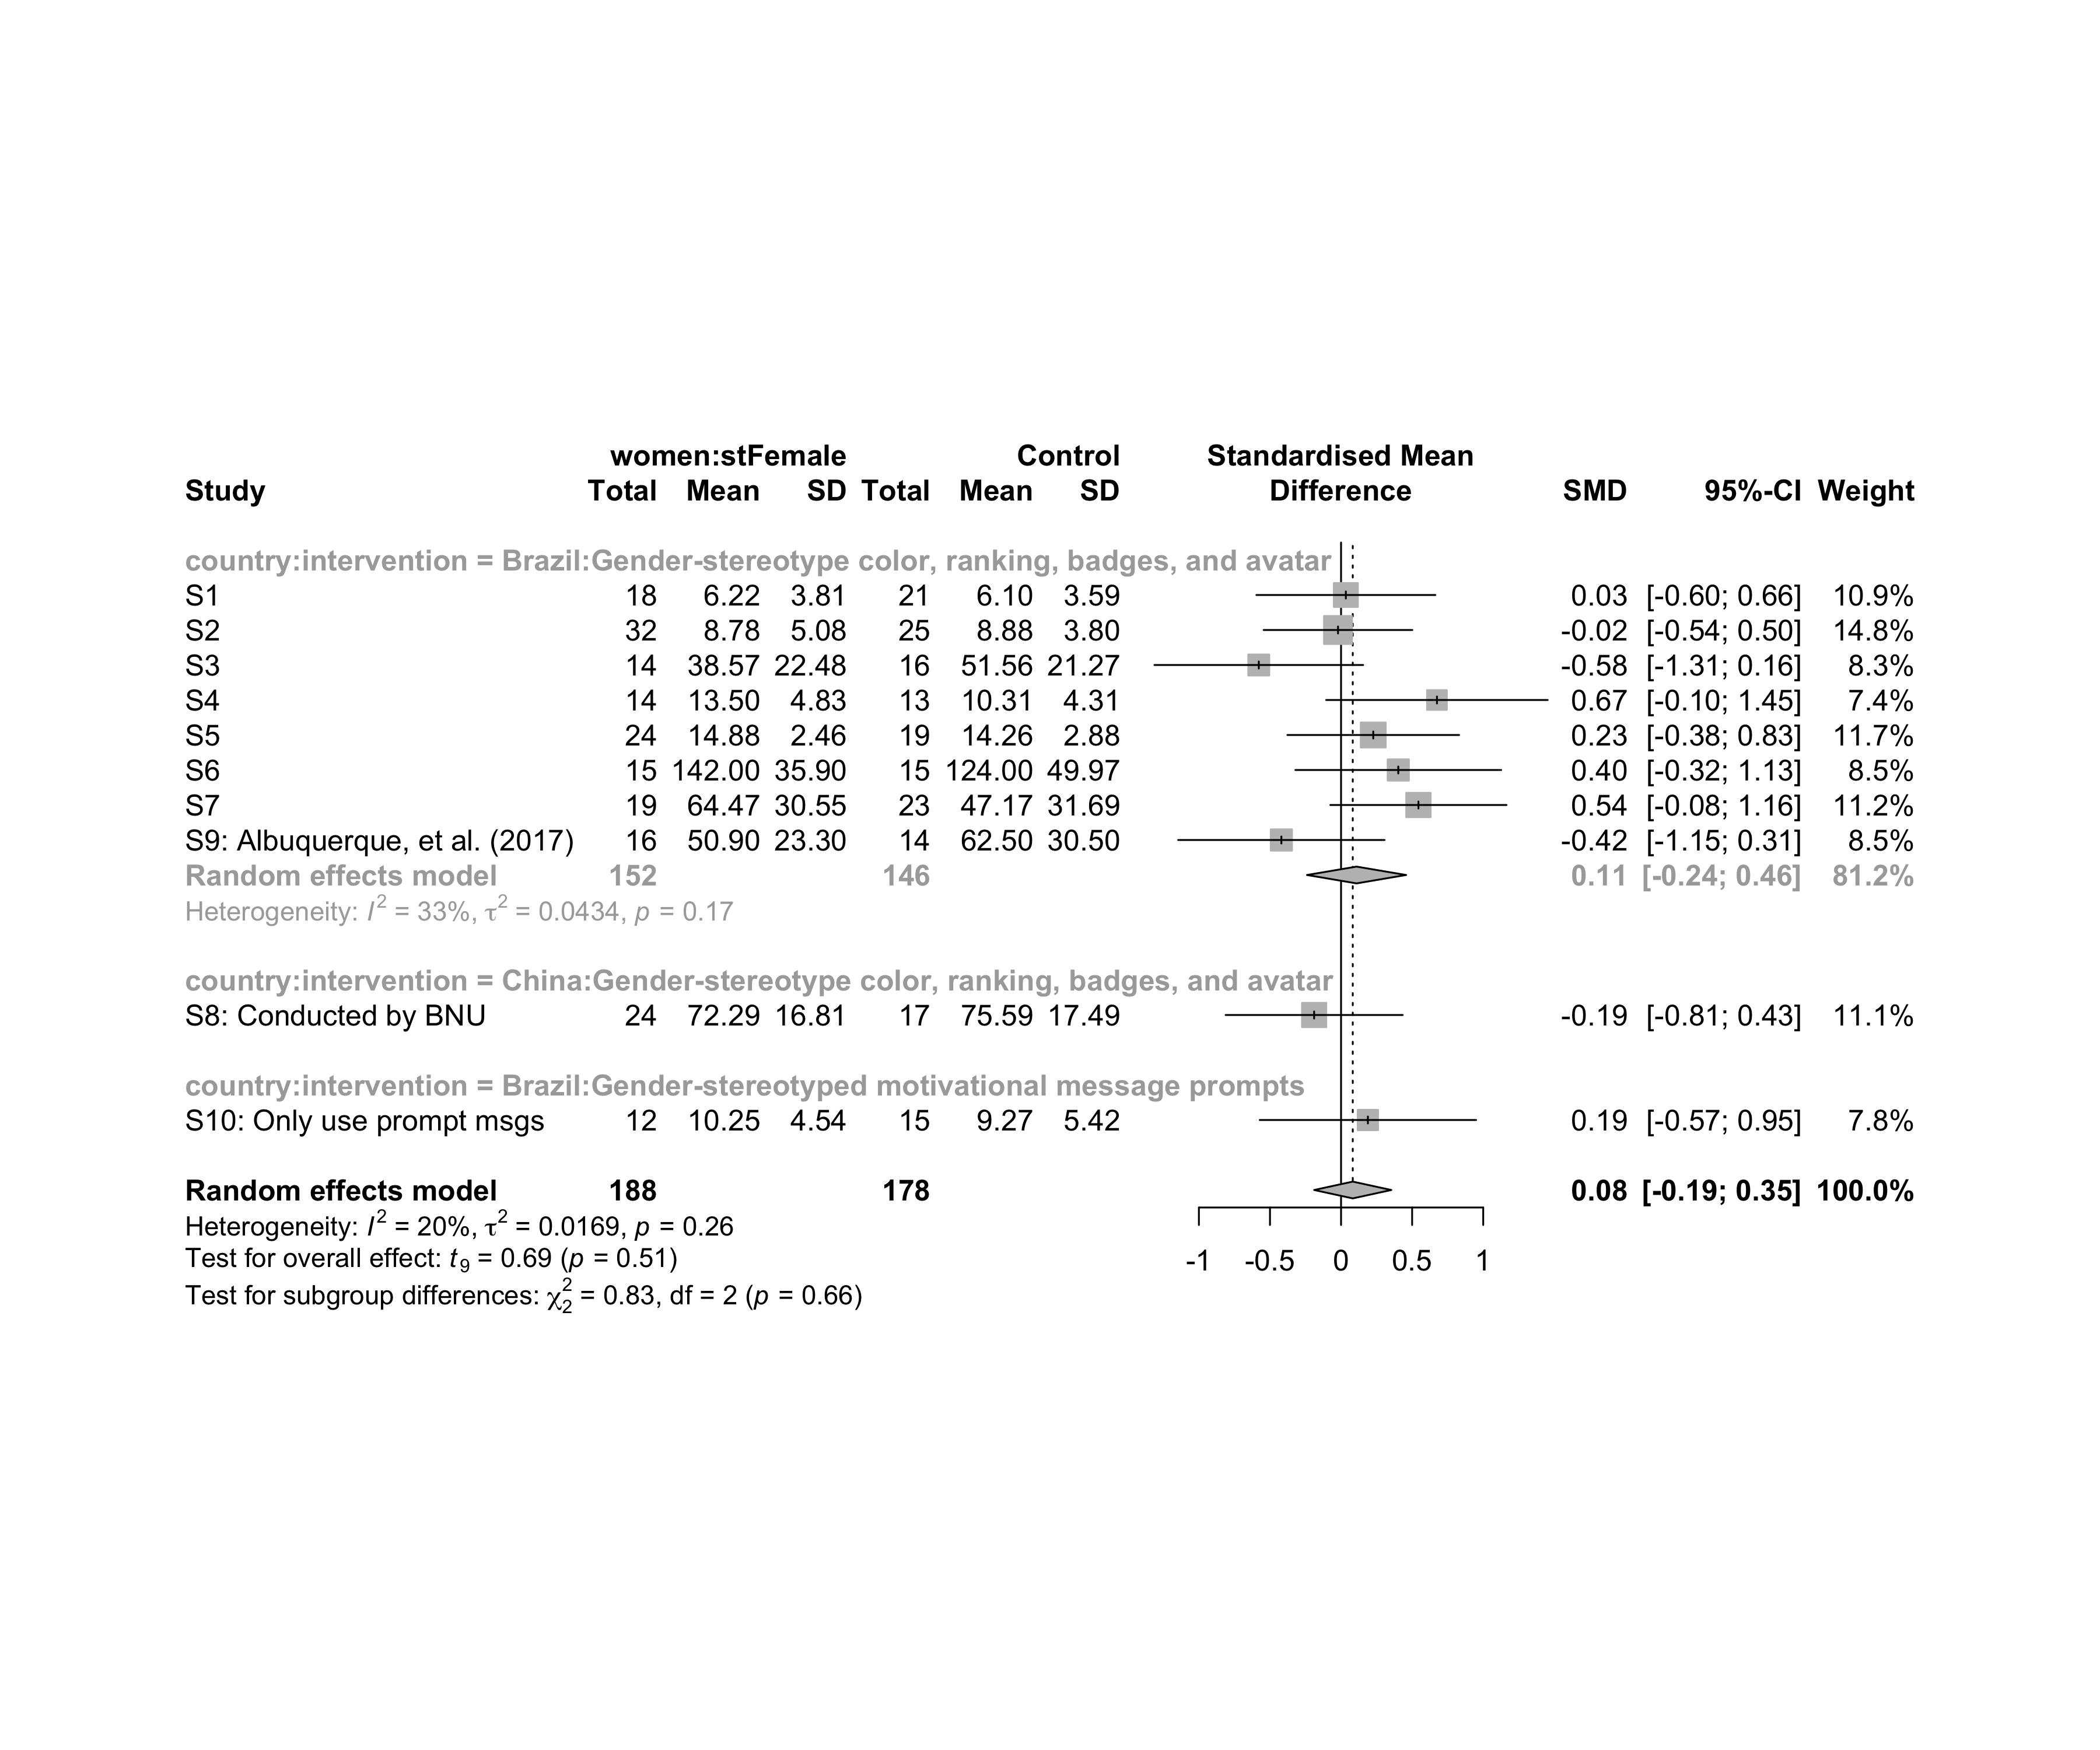 women:stFemale Control Standardised Mean
Study Total Mean SD Total Mean SD Difference SMD 95%-CI Weight
country:intervention = Brazil:Gender-stereotype color, ranking, badges, and avatar
S1 18 6.22 3.81 21 6.10 3.59 0.03 [-0.60; 0.66] 10.9%
S2 32 8.78 5.08 25 8.88 3.80 -0.02 [-0.54; 0.50] 14.8%
S3 14 38.57 22.48 16 51.56 21.27 -0.58 [-1.31; 0.16] 8.3%
S4 14 13.50 4.83 13 10.31 4.31 0.67 [-0.10; 1.45] 7.4%
S5 24 14.88 2.46 19 14.26 2.88 0.23 [-0.38; 0.83] 11.7%
S6 15 142.00 35.90 15 124.00 49.97 0.40 [-0.32; 1.13] 8.5%
S7 19 64.47 30.55 23 47.17 31.69 0.54 [-0.08; 1.16] 11.2%
S9: Albuquerque, et al. (2017) 16 50.90 23.30 14 62.50 30.50 -0.42 [-1.15; 0.31] 8.5%
Random effects model 152 146 0.11 [-0.24; 0.46] 81.2%
Heterogeneity: I² = 33%, τ² = 0.0434, p = 0.17
country:intervention = China:Gender-stereotype color, ranking, badges, and avatar
S8: Conducted by BNU 24 72.29 16.81 17 75.59 17.49 -0.19 [-0.81; 0.43] 11.1%
country:intervention = Brazil:Gender-stereotyped motivational message prompts
S10: Only use prompt msgs 12 10.25 4.54 15 9.27 5.42 0.19 [-0.57; 0.95] 7.8%
Random effects model 188 178 0.08 [-0.19; 0.35] 100.0%
Heterogeneity: I² = 20%, τ² = 0.0169, p = 0.26
Test for overall effect: t₉ = 0.69 (p = 0.51)
-1 -0.5 0 0.5 1
Test for subgroup differences: χ²₂ = 0.83, df = 2 (p = 0.66)